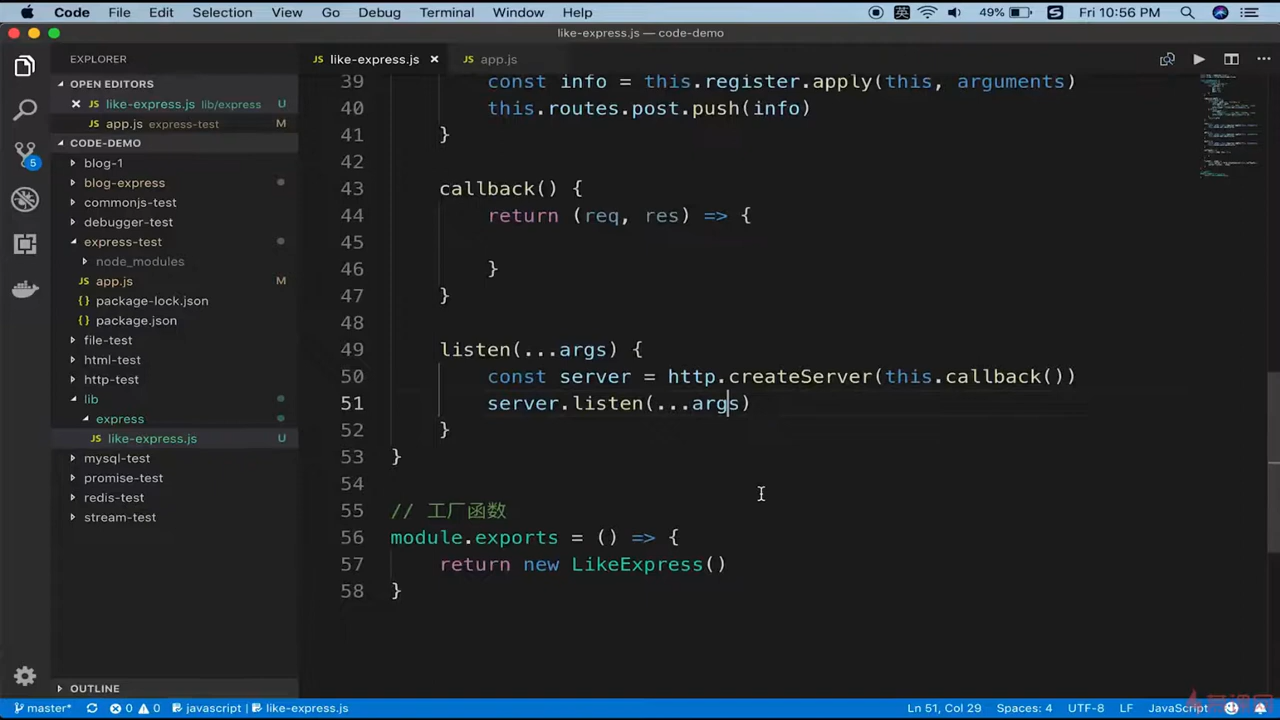 Code File Edit Selection View Go Debug Terminal Window Help 英 49% S Fri 10:56 PM
like-express.js — code-demo
EXPLORER
OPEN EDITORS
JS like-express.js lib/express U
JS app.js express-test M
CODE-DEMO
blog-1
blog-express
commonjs-test
debugger-test
express-test
node_modules
JS app.js M
{} package-lock.json
{} package.json
file-test
html-test
http-test
lib
express
JS like-express.js U
mysql-test
promise-test
redis-test
stream-test
OUTLINE
5
JS like-express.js × JS app.js
39 const info = this.register.apply(this, arguments)
40 this.routes.post.push(info)
41 }
42
43 callback() {
44 return (req, res) => {
45
46 }
47 }
48
49 listen(...args) {
50 const server = http.createServer(this.callback())
51 server.listen(...args)
52 }
53 }
54
55 // 工厂函数
56 module.exports = () => {
57 return new LikeExpress()
58 }
master* 0 0 javascript | like-express.js Ln 51, Col 29 Spaces: 4 UTF-8 LF JavaScript